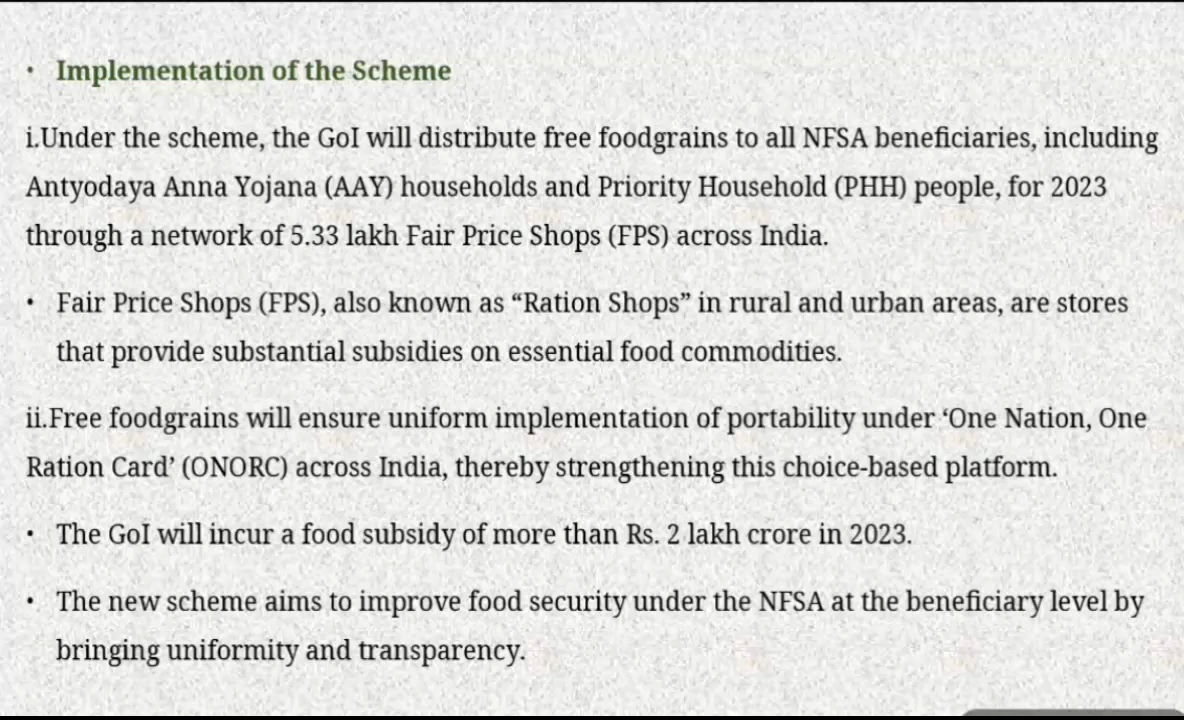 • Implementation of the Scheme
i.Under the scheme, the GoI will distribute free foodgrains to all NFSA beneficiaries, including
Antyodaya Anna Yojana (AAY) households and Priority Household (PHH) people, for 2023
through a network of 5.33 lakh Fair Price Shops (FPS) across India.
• Fair Price Shops (FPS), also known as “Ration Shops” in rural and urban areas, are stores
that provide substantial subsidies on essential food commodities.
ii.Free foodgrains will ensure uniform implementation of portability under ‘One Nation, One
Ration Card’ (ONORC) across India, thereby strengthening this choice-based platform.
• The GoI will incur a food subsidy of more than Rs. 2 lakh crore in 2023.
• The new scheme aims to improve food security under the NFSA at the beneficiary level by
bringing uniformity and transparency.